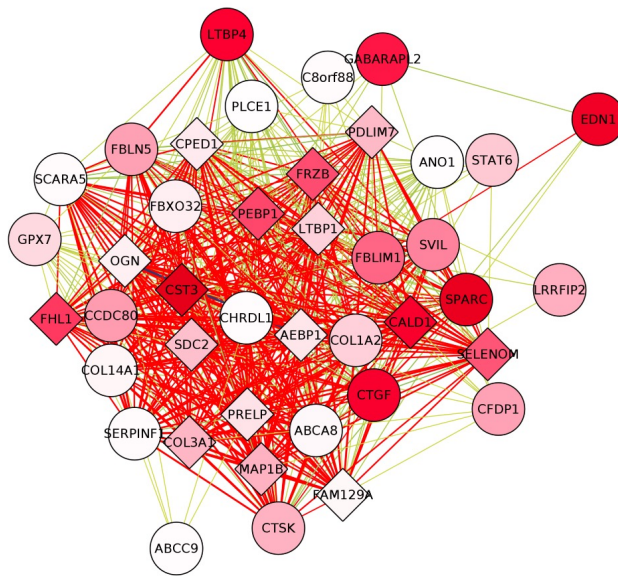 LTBP4
GABARAPL2
C8orf88
PLCE1
EDN1
PDLIM7
CPED1
FBLN5
ANO1
STAT6
FRZB
SCARA5
FBXO32
PEBP1
LTBP1
GPX7
SVIL
FBLIM1
OGN
CST3
LRRFIP2
SPARC
FHL1
CCDC80
CHRDL1
CALD1
AEBP1
COL1A2
SDC2
SELENOM
COL14A1
CTGF
CFDP1
PRELP
ABCA8
SERPINF1
COL3A1
MAP1B
FAM129A
CTSK
ABCC9